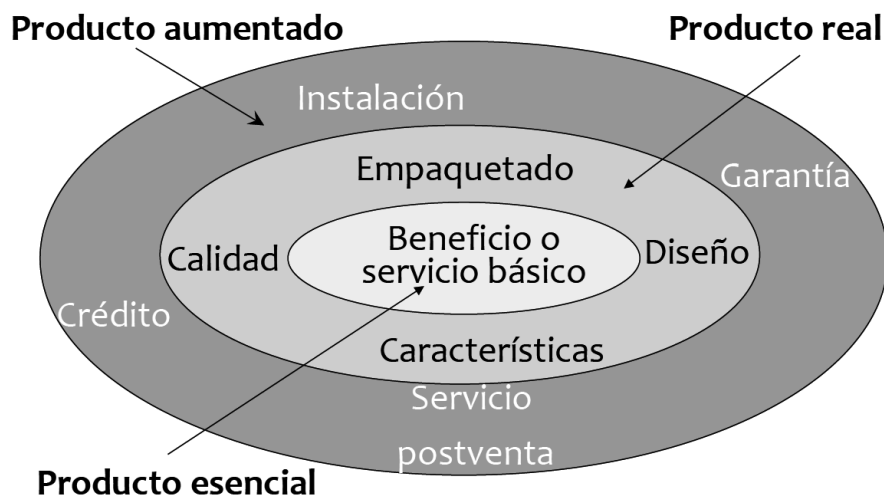 Producto aumentado
Producto real
Instalación
Empaquetado
Garantía
Beneficio o
servicio básico
Calidad
Diseño
Crédito
Características
Servicio
postventa
Producto esencial